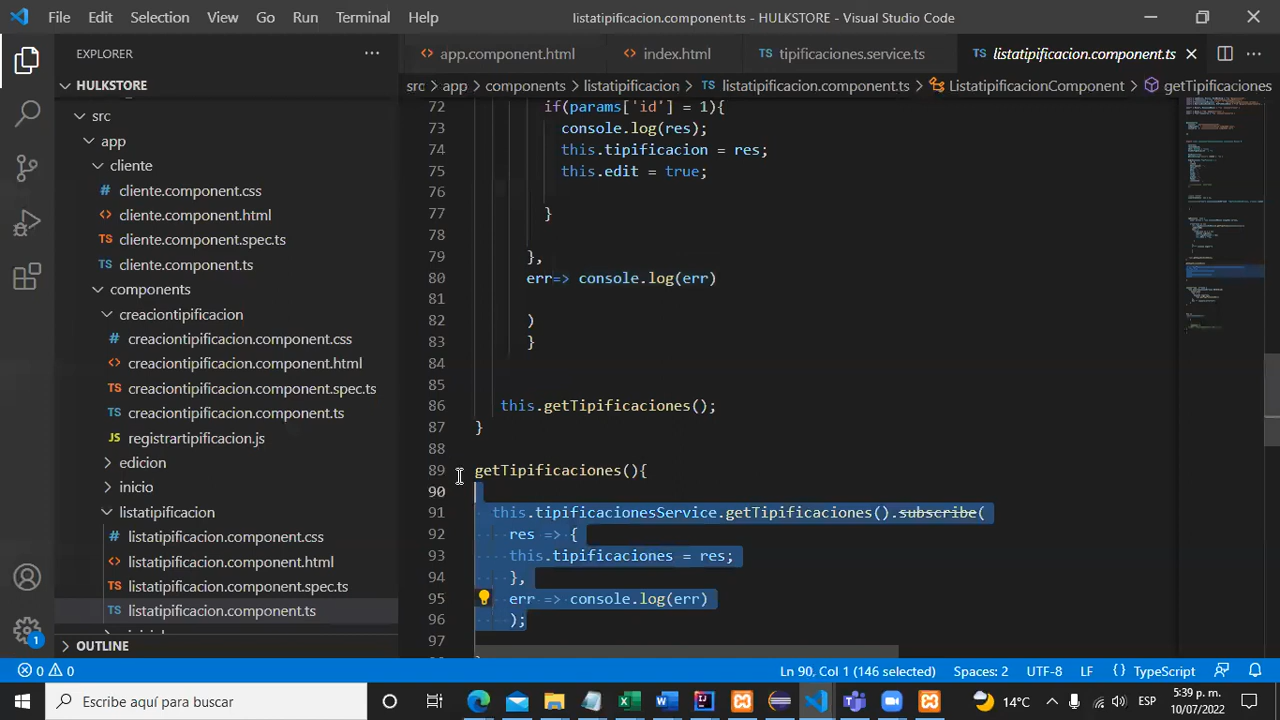 File Edit Selection View Go Run Terminal Help listatipificacion.component.ts - HULKSTORE - Visual Studio Code
EXPLORER
app.component.html index.html tipificaciones.service.ts listatipificacion.component.ts
HULKSTORE
src > app > components > listatipificacion > listatipificacion.component.ts > ListatipificacionComponent > getTipificaciones
src
app
cliente
cliente.component.css
cliente.component.html
cliente.component.spec.ts
cliente.component.ts
components
creaciontipificacion
creaciontipificacion.component.css
creaciontipificacion.component.html
creaciontipificacion.component.spec.ts
creaciontipificacion.component.ts
registrartipificacion.js
edicion
inicio
listatipificacion
listatipificacion.component.css
listatipificacion.component.html
listatipificacion.component.spec.ts
listatipificacion.component.ts
OUTLINE
72 if(params['id'] = 1){
73 console.log(res);
74 this.tipificacion = res;
75 this.edit = true;
76
77 }
78
79 },
80 err=> console.log(err)
81
82 )
83 }
84
85
86 this.getTipificaciones();
87 }
88
89 getTipificaciones(){
90
91 this.tipificacionesService.getTipificaciones().subscribe(
92 res => {
93 this.tipificaciones = res;
94 },
95 err => console.log(err)
96 );
97
1
0 0 Ln 90, Col 1 (146 selected) Spaces: 2 UTF-8 LF {} TypeScript
Escribe aquí para buscar 14°C ESP 5:39 p. m.
10/07/2022